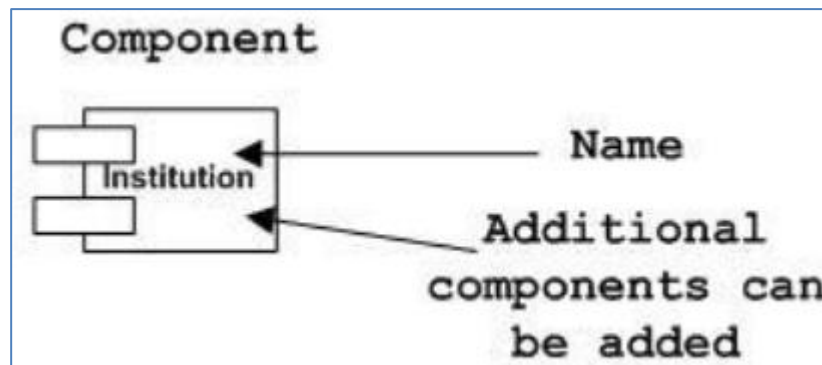 Component
Name
Institution
Additional
components can
be added